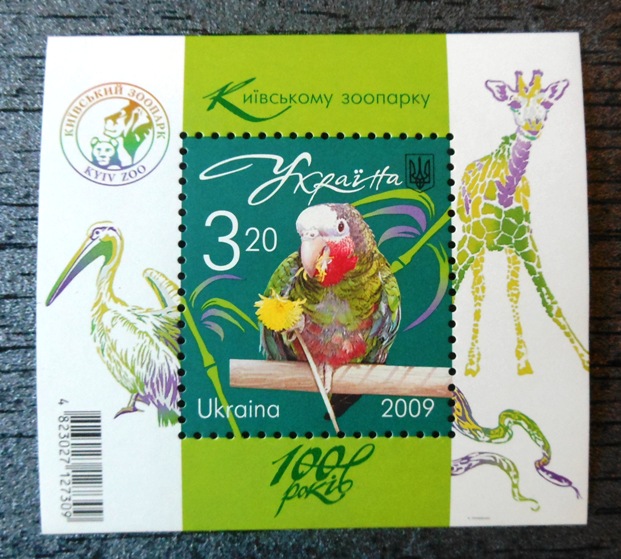 Київському зоопарку
КИЇВСЬКИЙ ЗООПАРК
KYIV ZOO
Україна
3 20
Ukraina
2009
100
років
4 823027 127309